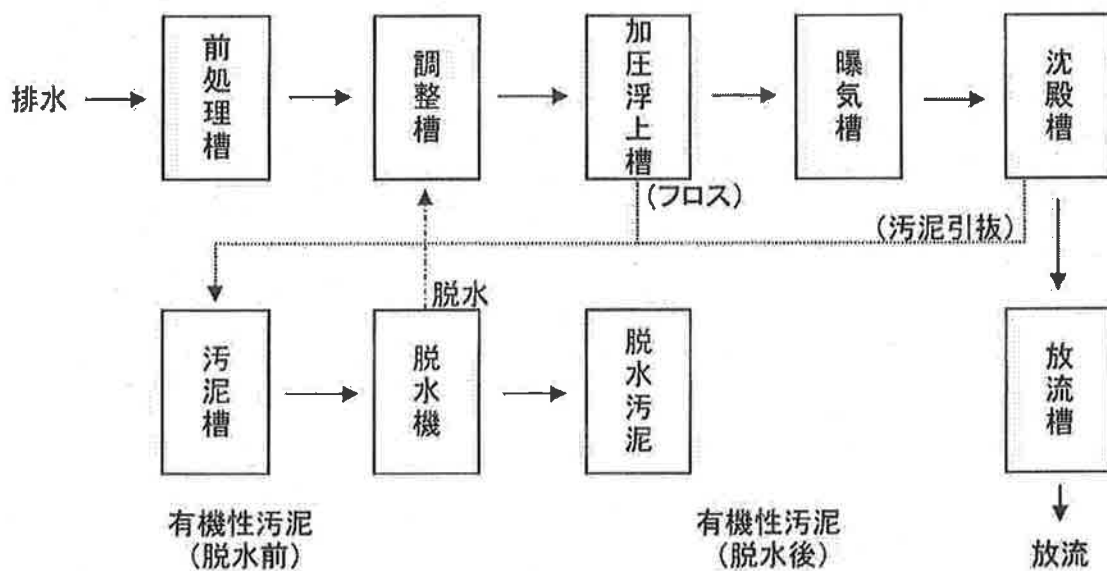 排水
前処理槽
調整槽
加圧浮上槽
曝気槽
沈殿槽
(フロス)
(汚泥引抜)
脱水
汚泥槽
脱水機
脱水汚泥
放流槽
有機性汚泥
(脱水前)
有機性汚泥
(脱水後)
放流